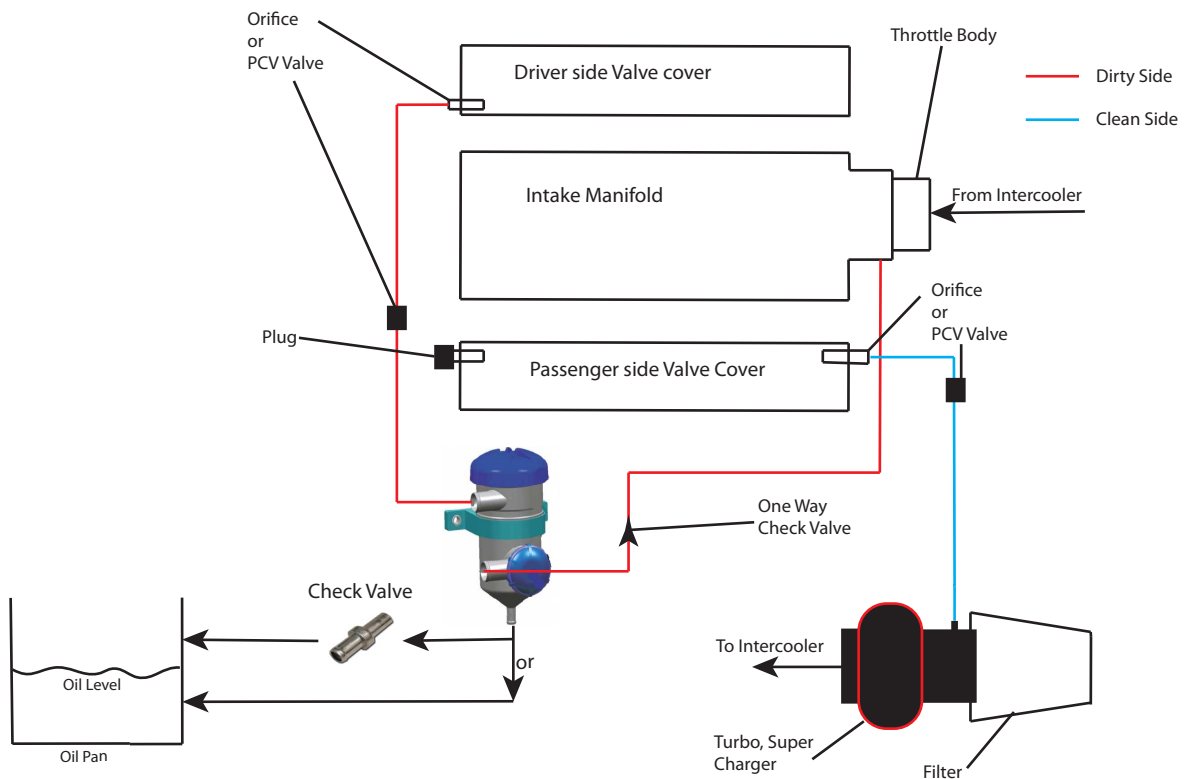 Orifice
or
PCV Valve
Driver side Valve cover
Throttle Body
Dirty Side
Clean Side
Intake Manifold
From Intercooler
Orifice
or
PCV Valve
Plug
Passenger side Valve Cover
One Way
Check Valve
Check Valve
or
Oil Level
Oil Pan
To Intercooler
Turbo, Super
Charger
Filter